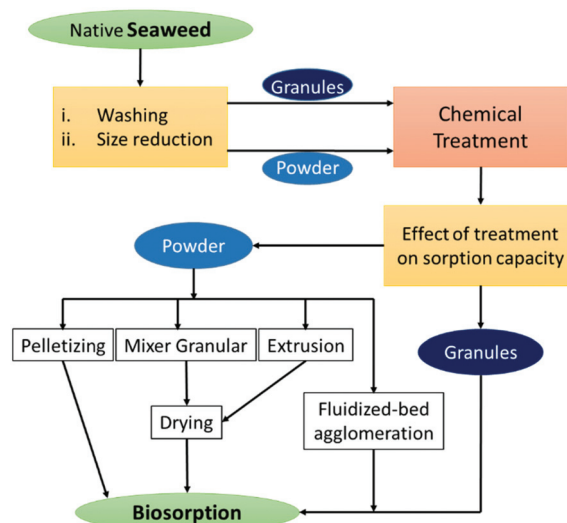 Native Seaweed
i. Washing
ii. Size reduction
Granules
Powder
Chemical
Treatment
Effect of treatment
on sorption capacity
Powder
Granules
Pelletizing
Mixer Granular
Extrusion
Drying
Fluidized-bed
agglomeration
Biosorption